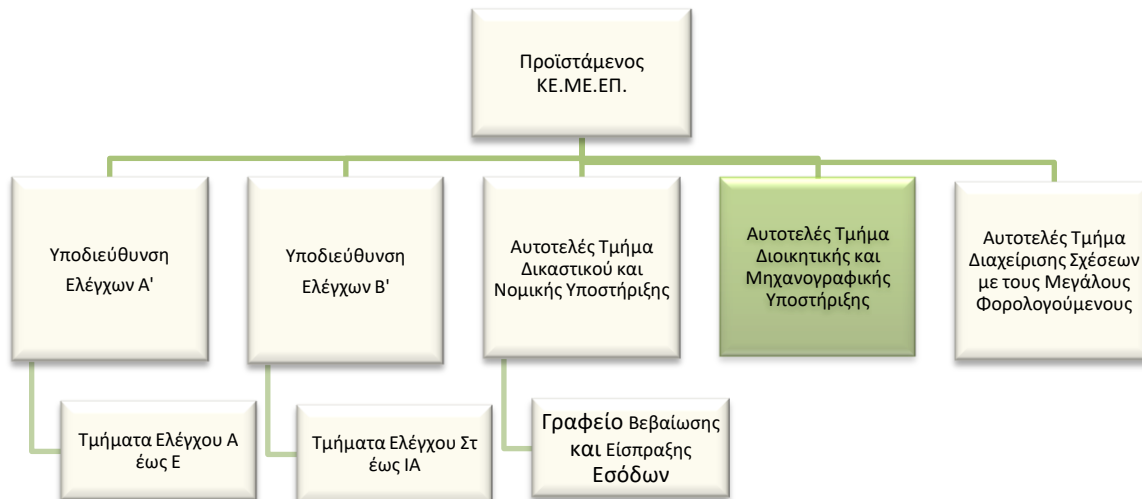 Προϊστάμενος
ΚΕ.ΜΕ.ΕΠ.
Υποδιεύθυνση
Ελέγχων Α'
Υποδιεύθυνση
Ελέγχων Β'
Αυτοτελές Τμήμα
Δικαστικού και
Νομικής Υποστήριξης
Αυτοτελές Τμήμα
Διοικητικής και
Μηχανογραφικής
Υποστήριξης
Αυτοτελές Τμήμα
Διαχείρισης Σχέσεων
με τους Μεγάλους
Φορολογούμενους
Τμήματα Ελέγχου Α
έως Ε
Τμήματα Ελέγχου Στ
έως ΙΑ
Γραφείο Βεβαίωσης
και Είσπραξης
Εσόδων